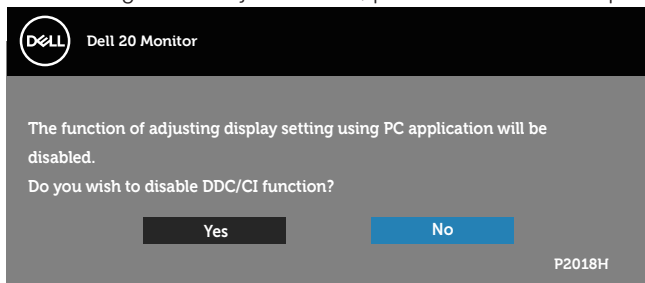 DELL
Dell 20 Monitor
The function of adjusting display setting using PC application will be
disabled.
Do you wish to disable DDC/CI function?
Yes No
P2018H